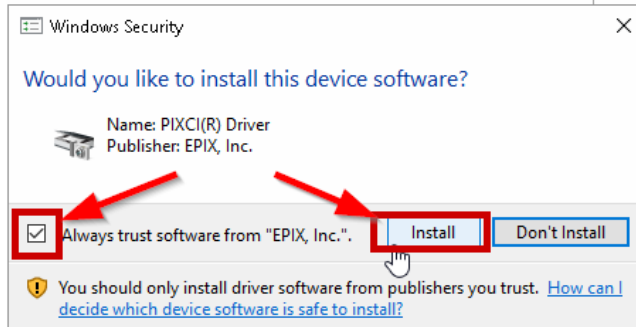 Windows Security
Would you like to install this device software?
Name: PIXCI(R) Driver
Publisher: EPIX, Inc.
Always trust software from "EPIX, Inc.".
Install
Don't Install
You should only install driver software from publishers you trust. How can I
decide which device software is safe to install?